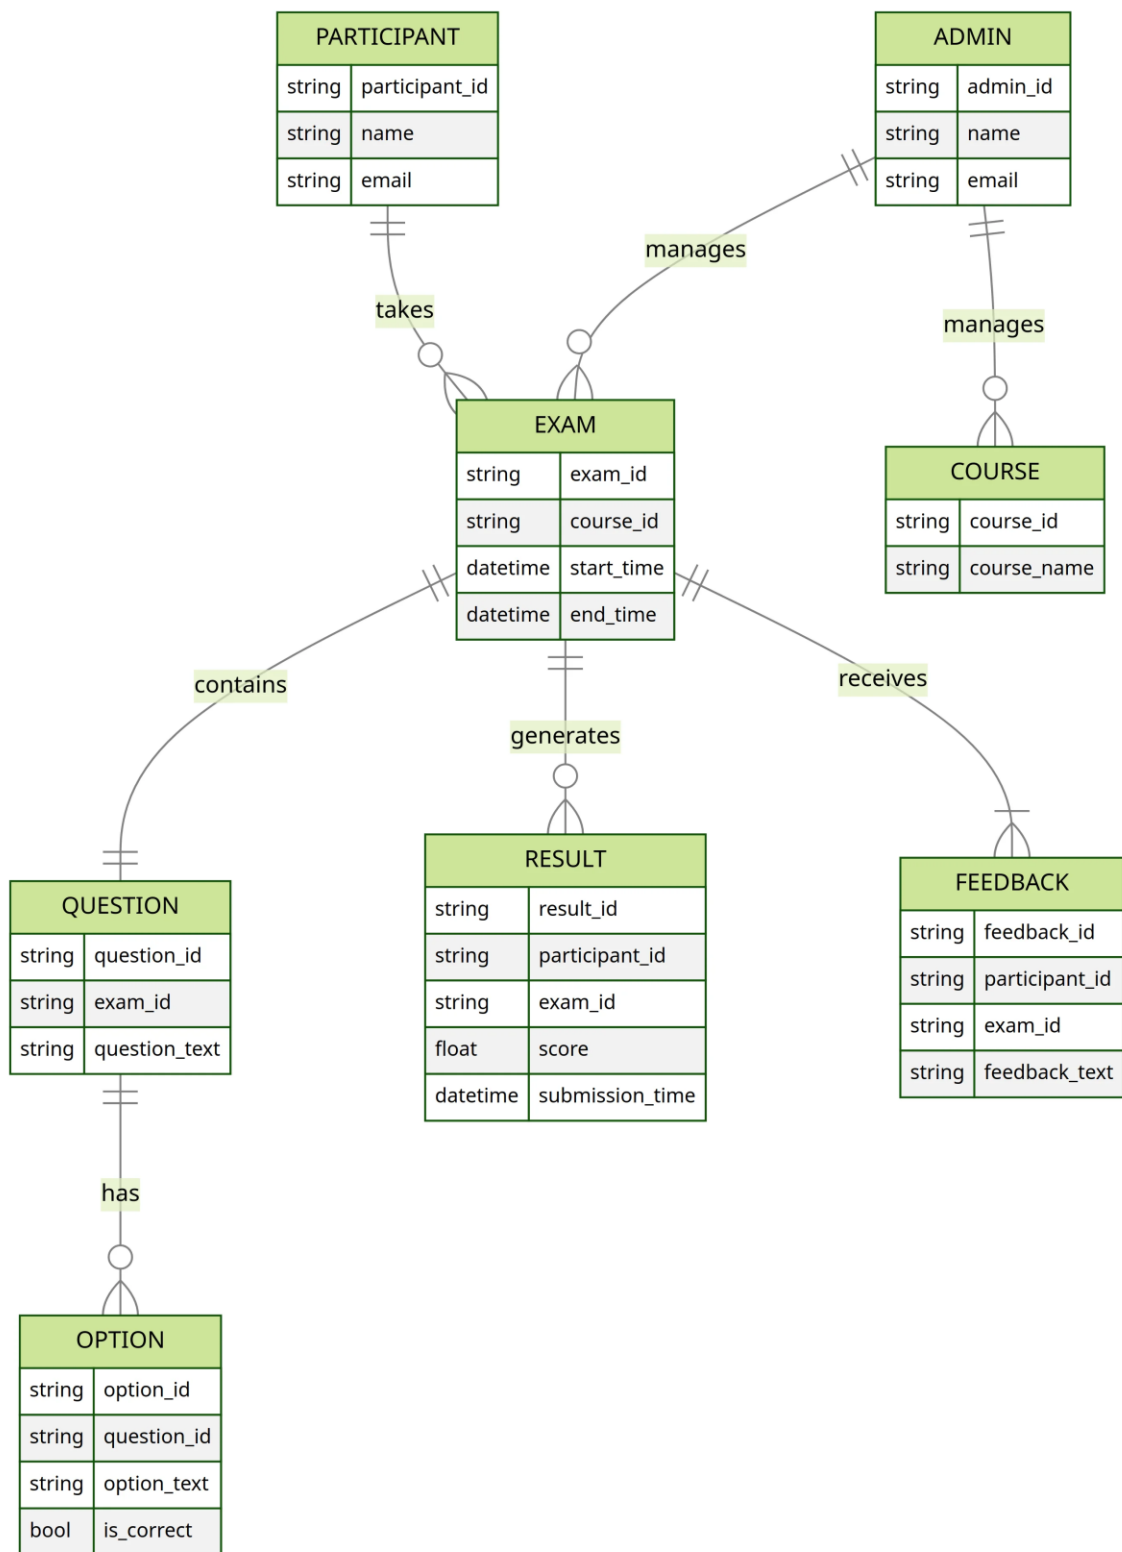 PARTICIPANT
string participant_id
string name
string email
ADMIN
string admin_id
string name
string email
takes
manages
manages
EXAM
string exam_id
string course_id
datetime start_time
datetime end_time
COURSE
string course_id
string course_name
contains
generates
receives
QUESTION
string question_id
string exam_id
string question_text
RESULT
string result_id
string participant_id
string exam_id
float score
datetime submission_time
FEEDBACK
string feedback_id
string participant_id
string exam_id
string feedback_text
has
OPTION
string option_id
string question_id
string option_text
bool is_correct